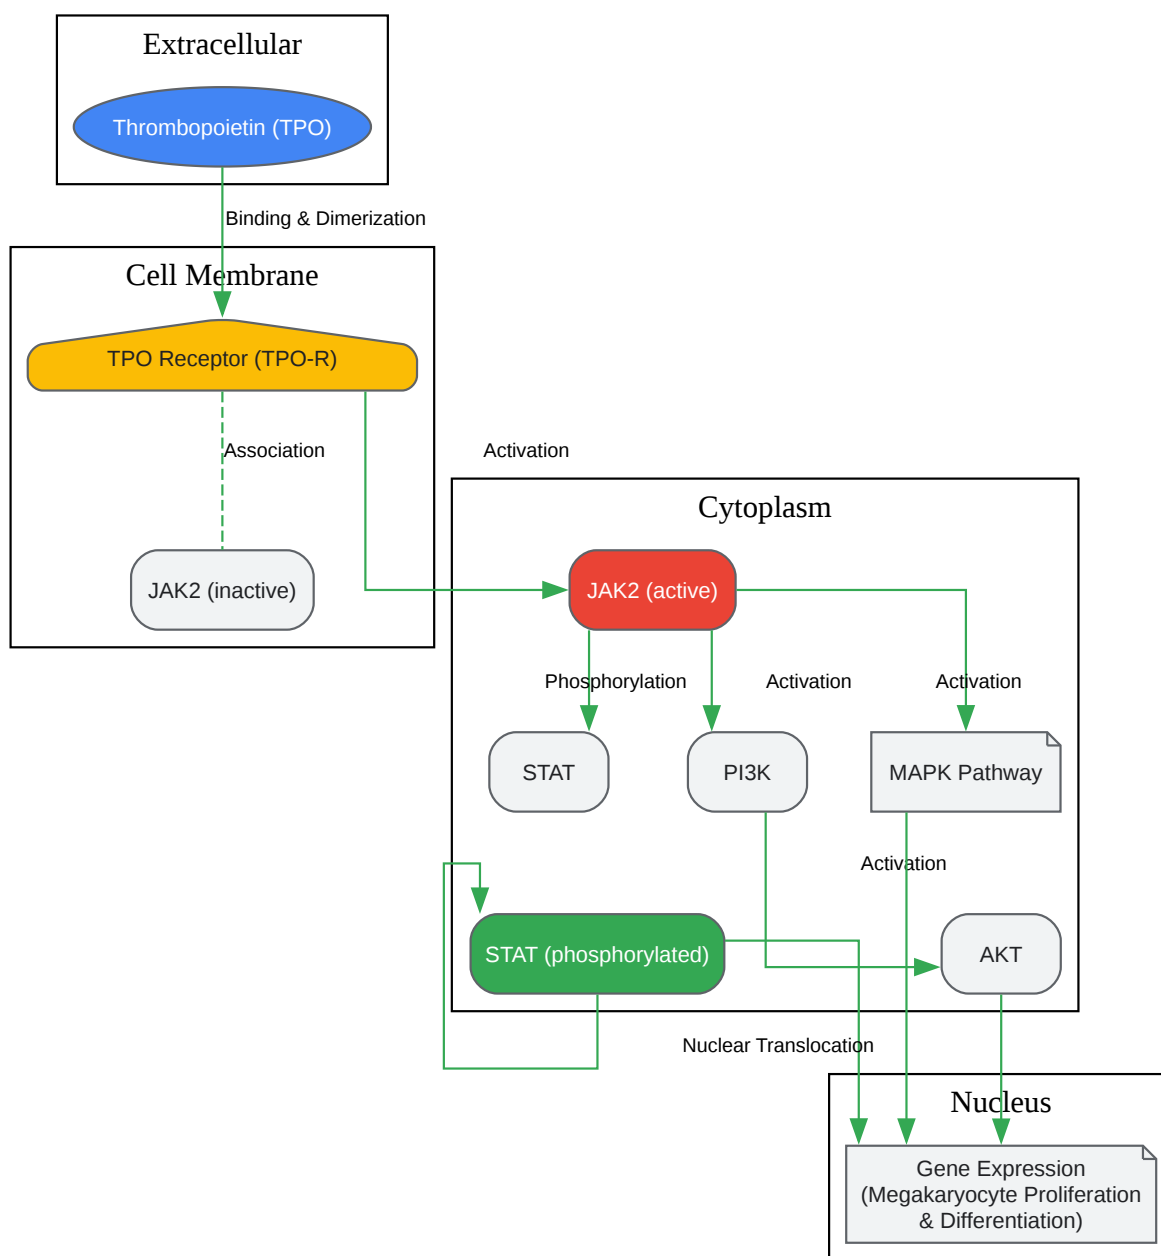 Extracellular
Thrombopoietin (TPO)
Binding & Dimerization
Cell Membrane
TPO Receptor (TPO-R)
Association
Activation
Cytoplasm
JAK2 (inactive)
JAK2 (active)
Phosphorylation
Activation
Activation
STAT
PI3K
MAPK Pathway
Activation
STAT (phosphorylated)
AKT
Nuclear Translocation
Nucleus
Gene Expression
(Megakaryocyte Proliferation
& Differentiation)